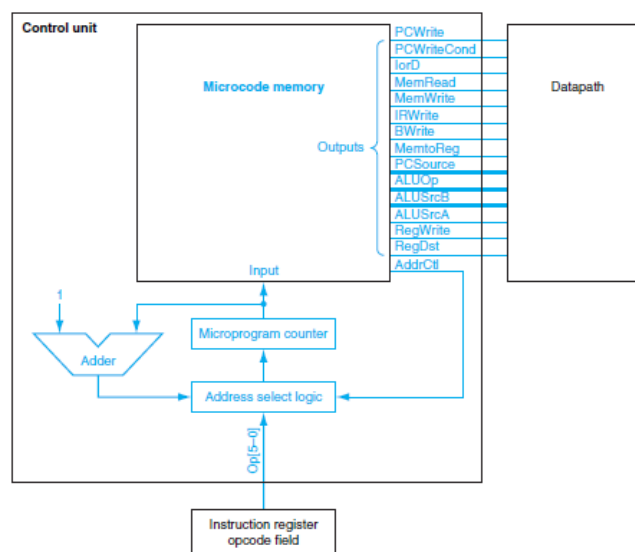 Control unit
Microcode memory
Outputs
Input
PCWrite
PCWriteCond
IorD
MemRead
MemWrite
IRWrite
BWrite
MemtoReg
PCSource
ALUOp
ALUSrcB
ALUSrcA
RegWrite
RegDst
AddrCtl
Datapath
1
Adder
Microprogram counter
Address select logic
Op[5–0]
Instruction register
opcode field